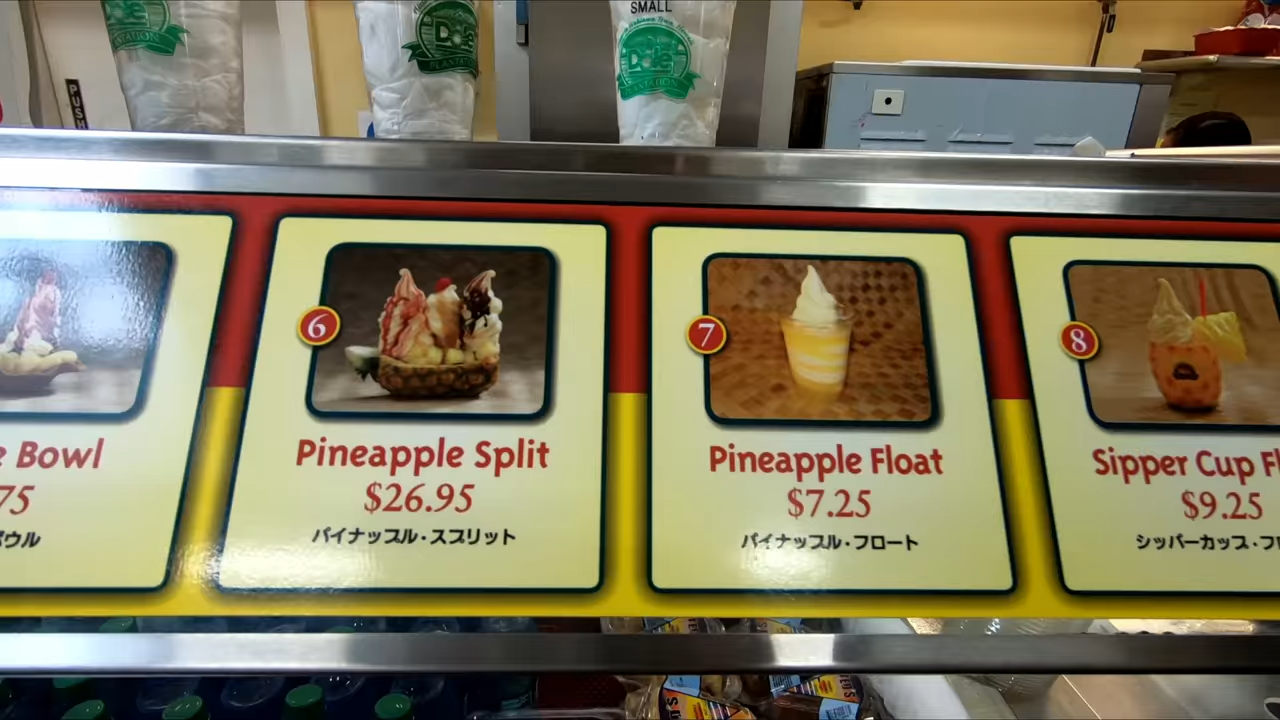 SMALL
Dole
PLANTATION
Dole
PLANTATION
Dole
PLANTATION
PUSH
6
7
8
Bowl
75
ボウル
Pineapple Split
$26.95
パイナップル・スプリット
Pineapple Float
$7.25
パイナップル・フロート
Sipper Cup
$9.25
シッパーカップ・